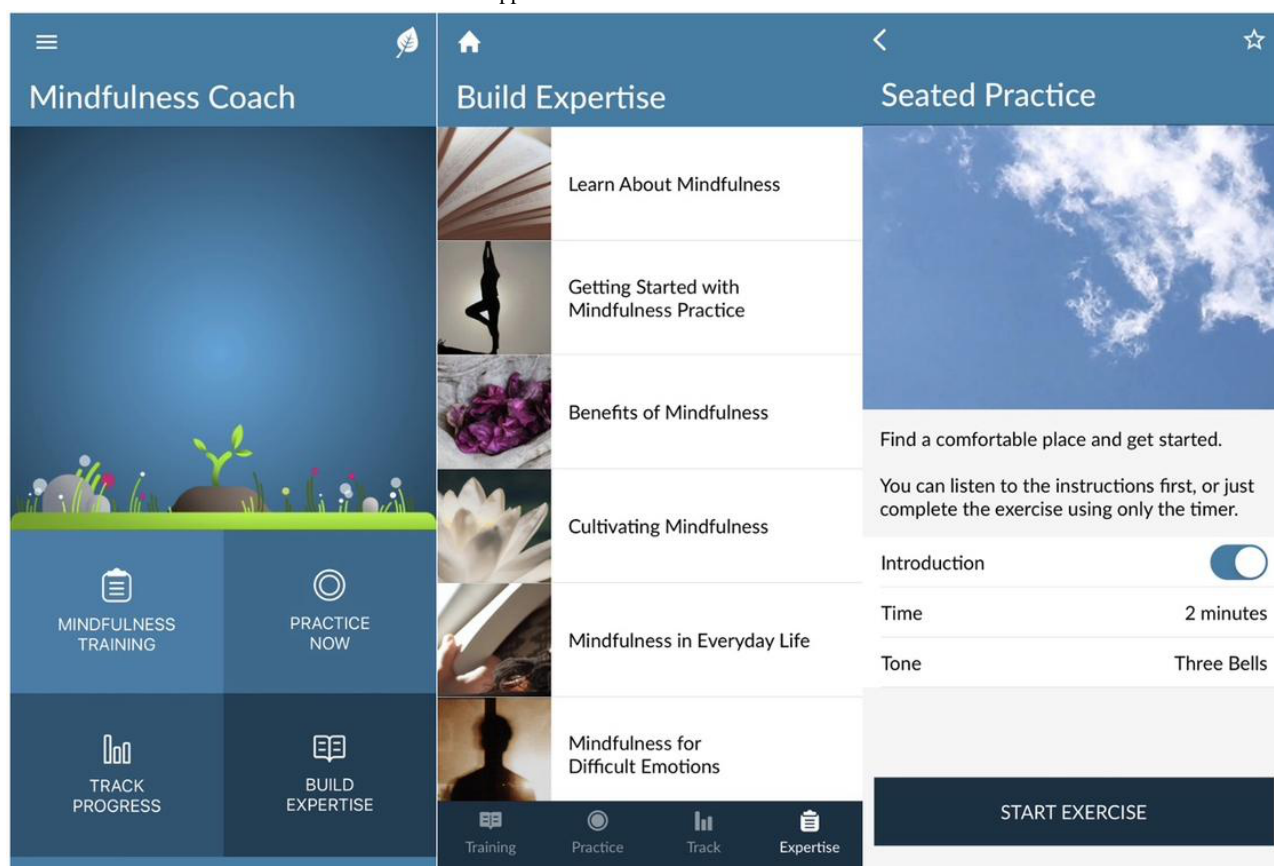 Mindfulness Coach
MINDFULNESS
TRAINING
PRACTICE
NOW
TRACK
PROGRESS
BUILD
EXPERTISE
Build Expertise
Learn About Mindfulness
Getting Started with
Mindfulness Practice
Benefits of Mindfulness
Cultivating Mindfulness
Mindfulness in Everyday Life
Mindfulness for
Difficult Emotions
Training
Practice
Track
Expertise
Seated Practice
Find a comfortable place and get started.
You can listen to the instructions first, or just
complete the exercise using only the timer.
Introduction
Time 2 minutes
Tone Three Bells
START EXERCISE